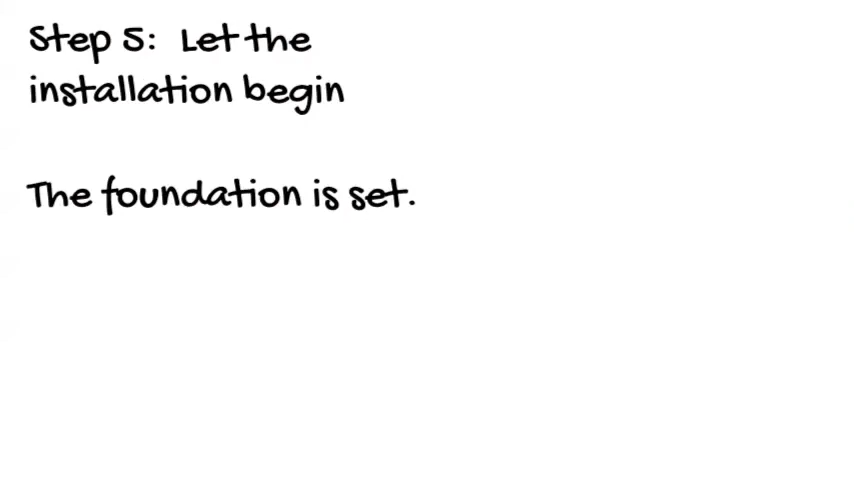 Step 5: Let the
installation begin
The foundation is set.